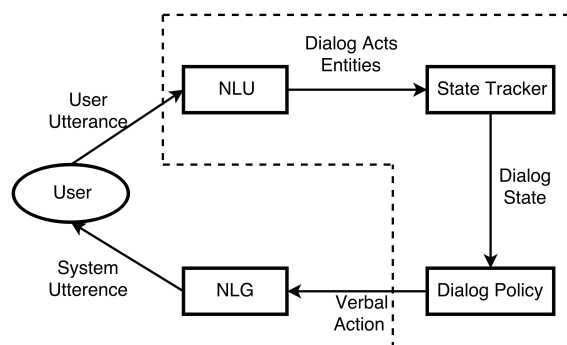 Dialog Acts
Entities
NLU
State Tracker
User
Utterance
Dialog
State
User
System
Utterence
NLG
Verbal
Action
Dialog Policy